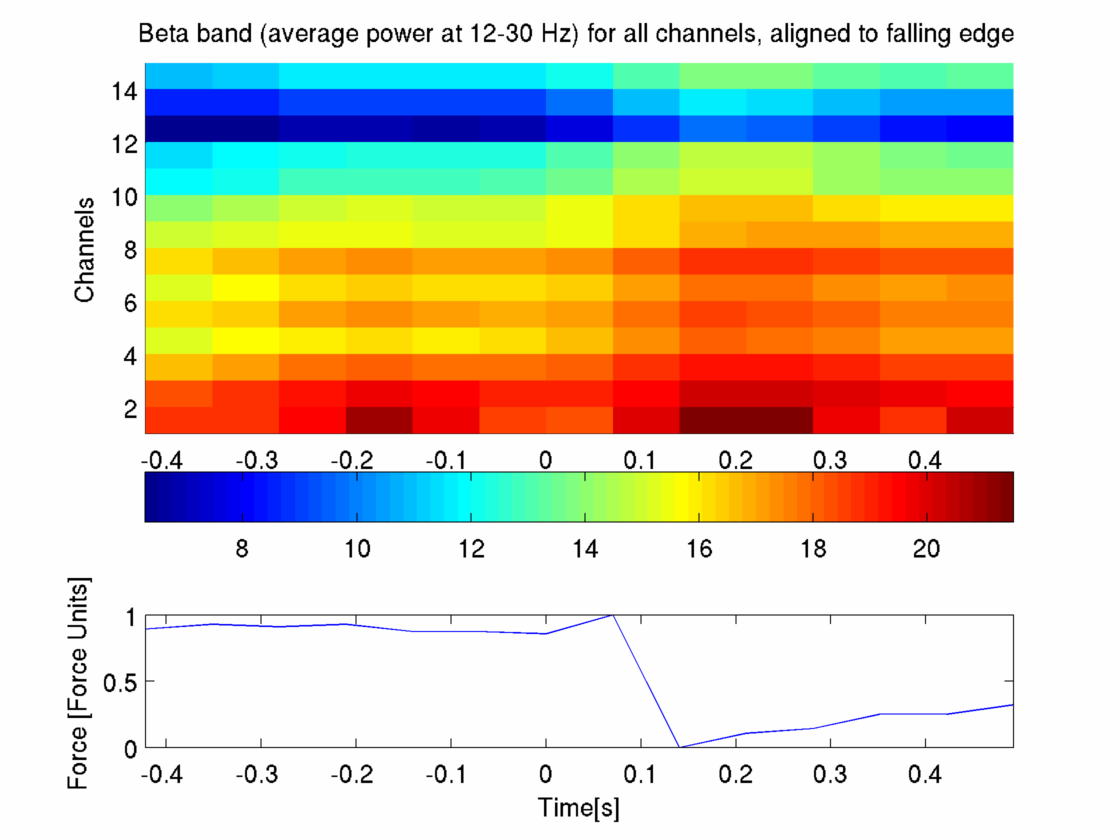 Beta band (average power at 12-30 Hz) for all channels, aligned to falling edge
14
12
10
8
6
4
2
Channels
-0.4 -0.3 -0.2 -0.1 0 0.1 0.2 0.3 0.4
8 10 12 14 16 18 20
Force [Force Units]
1
0.5
0
-0.4 -0.3 -0.2 -0.1 0 0.1 0.2 0.3 0.4
Time[s]